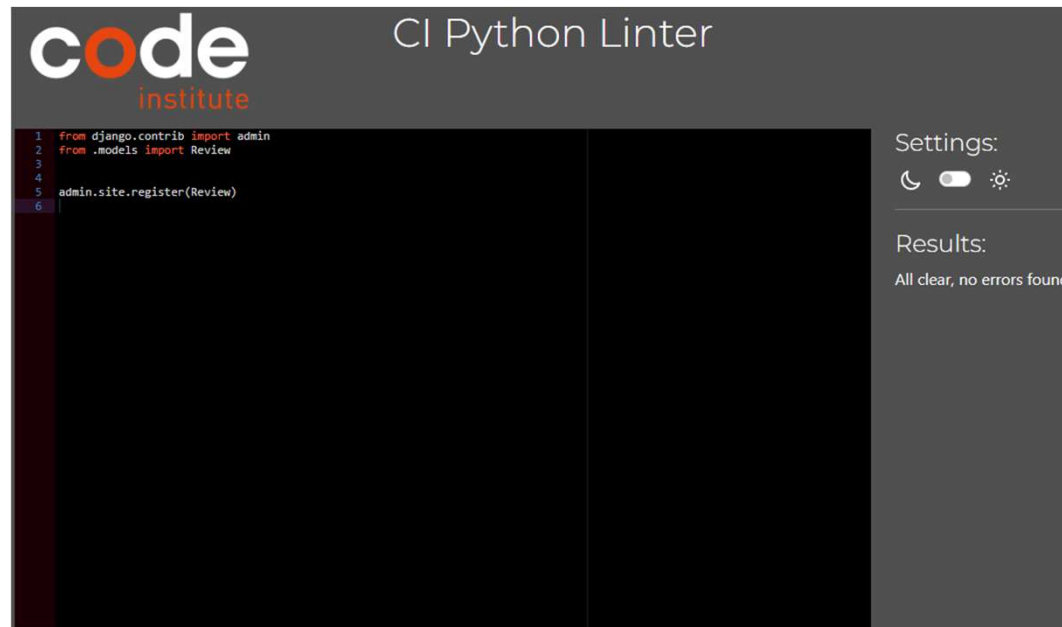 code
institute
CI Python Linter
1 from django.contrib import admin
2 from .models import Review
3
4
5 admin.site.register(Review)
6
Settings:
Results:
All clear, no errors found